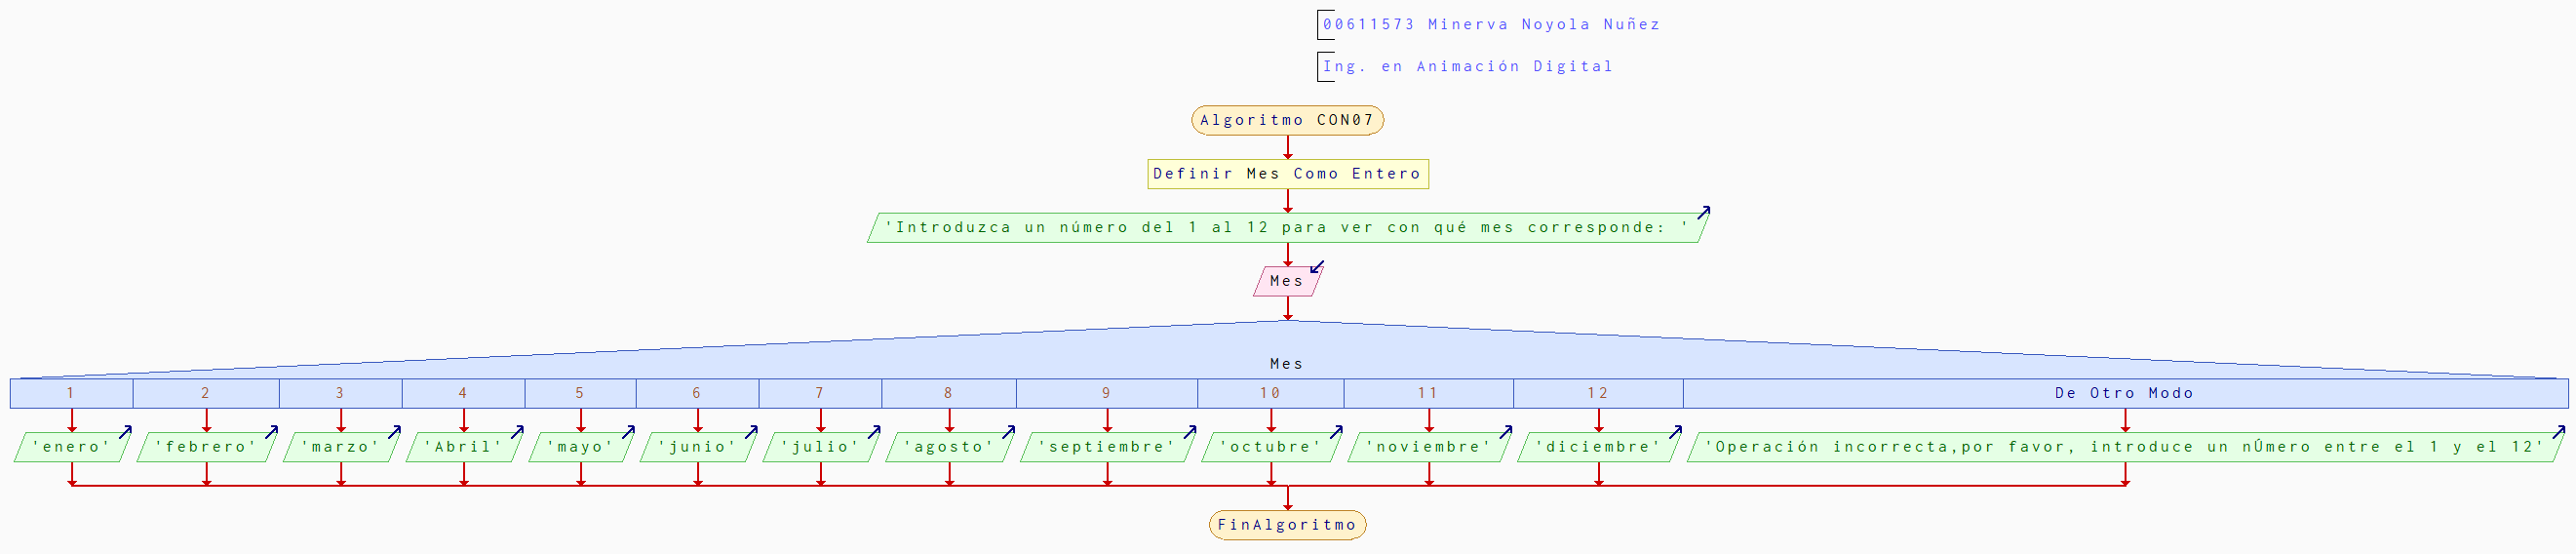 00611573 Minerva Noyola Nuñez
Ing. en Animación Digital
Algoritmo CON07
Definir Mes Como Entero
'Introduzca un número del 1 al 12 para ver con qué mes corresponde: '
Mes
Mes
1 2 3 4 5 6 7 8 9 10 11 12 De Otro Modo
'enero' 'febrero' 'marzo' 'Abril' 'mayo' 'junio' 'julio' 'agosto' 'septiembre' 'octubre' 'noviembre' 'diciembre' 'Operación incorrecta,por favor, introduce un nÚmero entre el 1 y el 12'
FinAlgoritmo